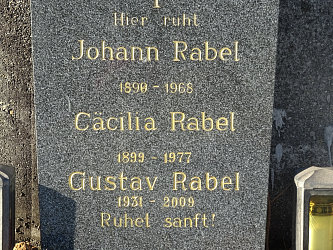 Hier ruht
Johann Rabel
1890 - 1968
Cäcilia Rabel
1899 - 1977
Gustav Rabel
1931 - 2009
Ruhet sanft!